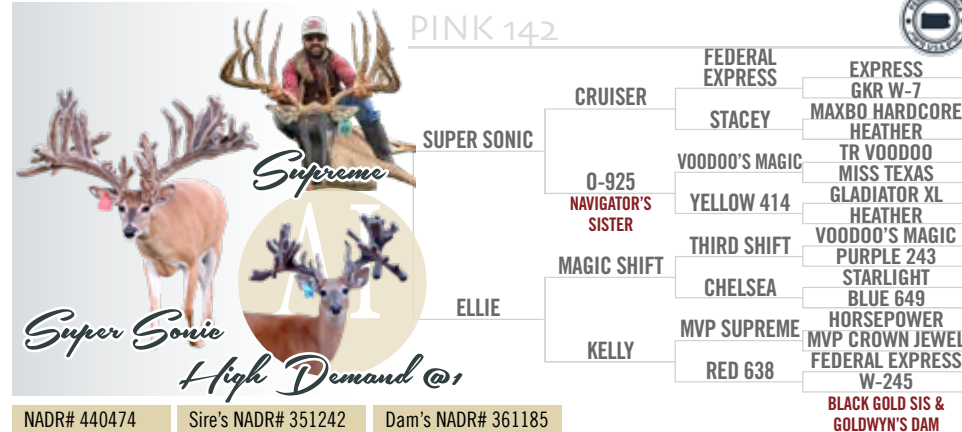 PINK 142
Supreme
Super Sonic
AI
High Demand @1
SUPER SONIC
ELLIE
CRUISER
O-925
NAVIGATOR'S
SISTER
MAGIC SHIFT
KELLY
FEDERAL
EXPRESS
STACEY
VOODOO'S MAGIC
YELLOW 414
THIRD SHIFT
CHELSEA
MVP SUPREME
RED 638
EXPRESS
GKR W-7
MAXBO HARDCORE
HEATHER
TR VOODOO
MISS TEXAS
GLADIATOR XL
HEATHER
VOODOO'S MAGIC
PURPLE 243
STARLIGHT
BLUE 649
HORSEPOWER
MVP CROWN JEWEL
FEDERAL EXPRESS
W-245
BLACK GOLD SIS &
GOLDWYN'S DAM
NADR# 440474
Sire's NADR# 351242
Dam's NADR# 361185